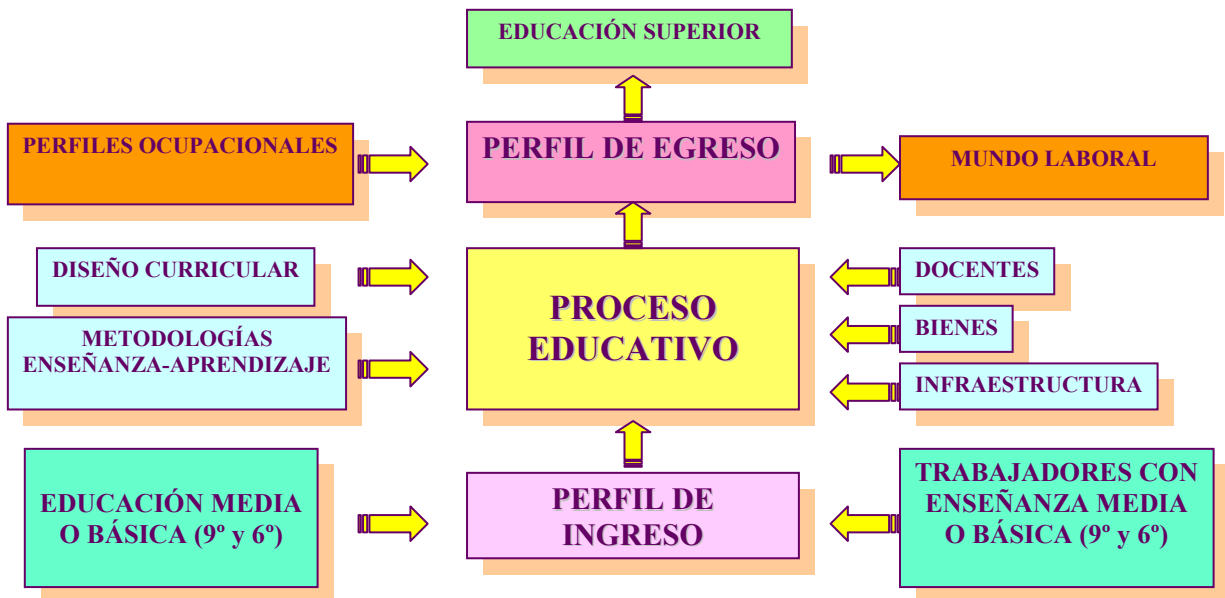 EDUCACIÓN SUPERIOR
PERFILES OCUPACIONALES
PERFIL DE EGRESO
MUNDO LABORAL
DISEÑO CURRICULAR
METODOLOGÍAS
ENSEÑANZA-APRENDIZAJE
PROCESO
EDUCATIVO
DOCENTES
BIENES
INFRAESTRUCTURA
EDUCACIÓN MEDIA
O BÁSICA (9º y 6º)
PERFIL DE
INGRESO
TRABAJADORES CON
ENSEÑANZA MEDIA
O BÁSICA (9º y 6º)